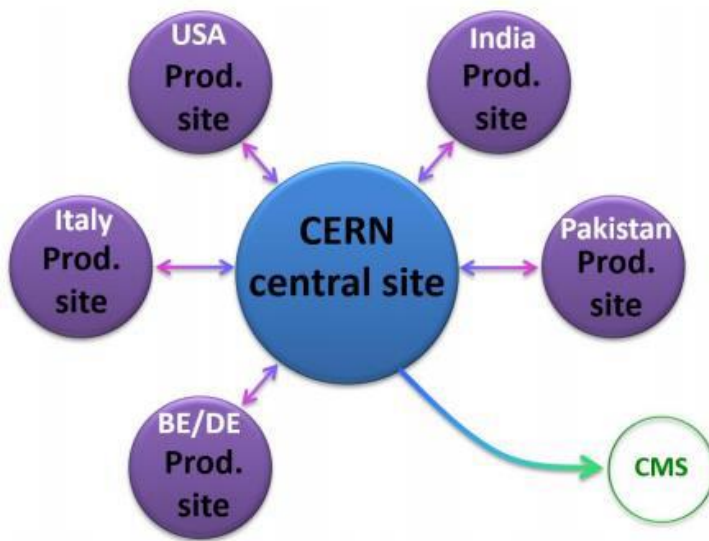 USA
Prod.
site
India
Prod.
site
Italy
Prod.
site
CERN
central site
Pakistan
Prod.
site
BE/DE
Prod.
site
CMS